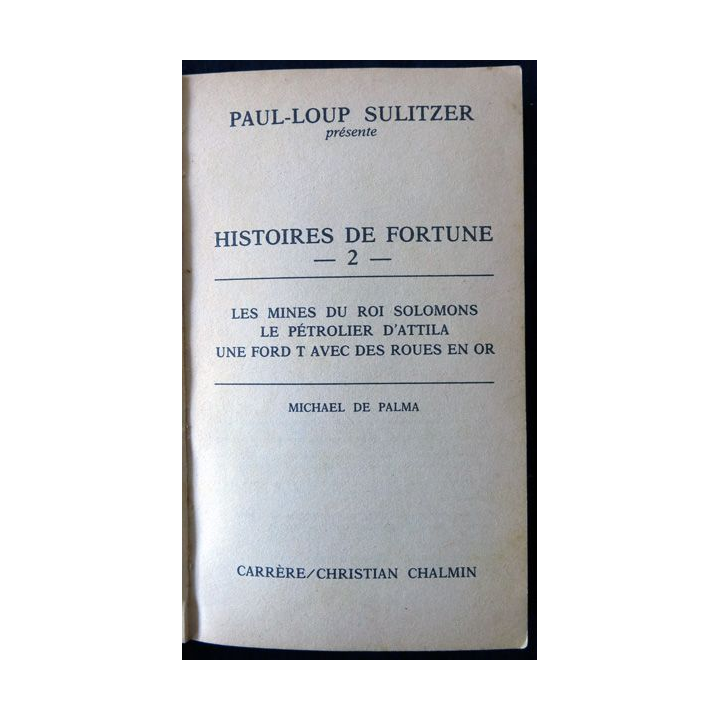 PAUL-LOUP SULITZER
présente
HISTOIRES DE FORTUNE
— 2 —
LES MINES DU ROI SOLOMONS
LE PÉTROLIER D'ATTILA
UNE FORD T AVEC DES ROUES EN OR
MICHAEL DE PALMA
CARRÈRE/CHRISTIAN CHALMIN